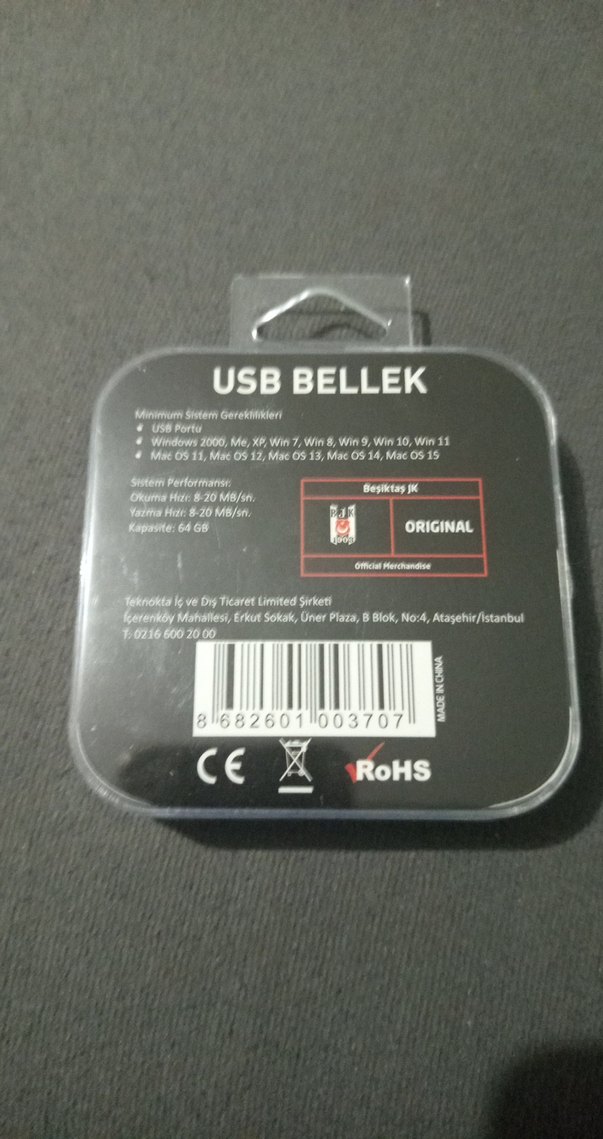 USB BELLEK
Minimum Sistem Gereklilikleri
USB Portu
Windows 2000, Me, XP, Win 7, Win 8, Win 9, Win 10, Win 11
Mac OS 11, Mac OS 12, Mac OS 13, Mac OS 14, Mac OS 15
Sistem Performansı:
Okuma Hızı: 8-20 MB/sn.
Yazma Hızı: 8-20 MB/sn.
Kapasite: 64 GB
Beşiktaş JK
BJK
1903
ORIGINAL
Official Merchandise
Teknokta İç ve Dış Ticaret Limited Şirketi
İçerenköy Mahallesi, Erkut Sokak, Üner Plaza, B Blok, No:4, Ataşehir/İstanbul
T: 0216 600 20 00
8 682601 003707
MADE IN CHINA
CE
RoHS